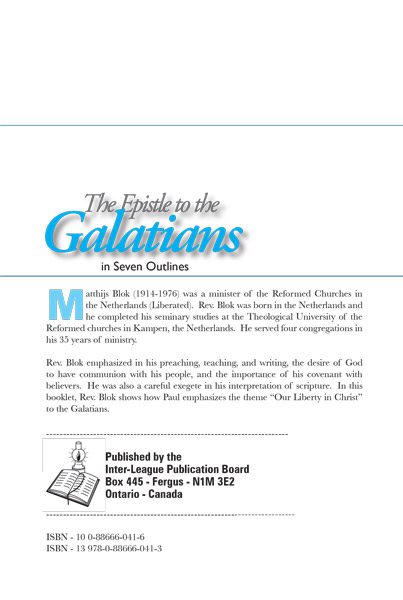 The Epistle to the
Galatians
in Seven Outlines
Matthijs Blok (1914-1976) was a minister of the Reformed Churches in
the Netherlands (Liberated). Rev. Blok was born in the Netherlands and
he completed his seminary studies at the Theological University of the
Reformed churches in Kampen, the Netherlands. He served four congregations in
his 35 years of ministry.
Rev. Blok emphasized in his preaching, teaching, and writing, the desire of God
to have communion with his people, and the importance of his covenant with
believers. He was also a careful exegete in his interpretation of scripture. In this
booklet, Rev. Blok shows how Paul emphasizes the theme “Our Liberty in Christ”
to the Galatians.
Published by the
Inter-League Publication Board
Box 445 - Fergus - N1M 3E2
Ontario - Canada
ISBN - 10 0-88666-041-6
ISBN - 13 978-0-88666-041-3